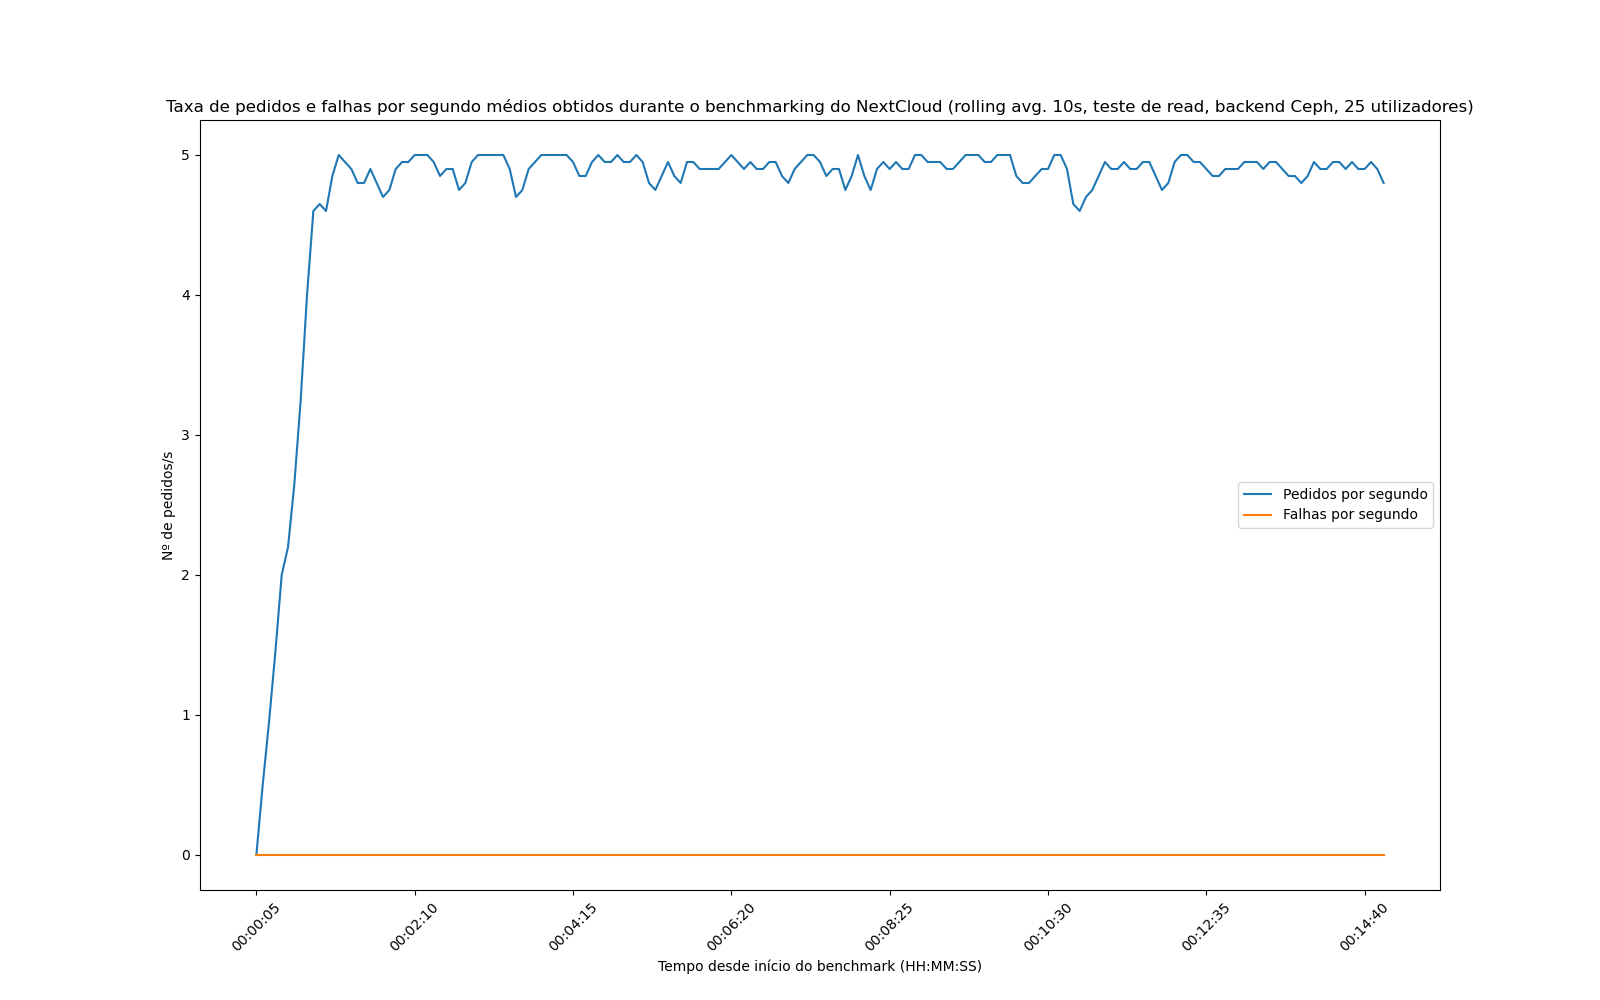 Taxa de pedidos e falhas por segundo médios obtidos durante o benchmarking do NextCloud (rolling avg. 10s, teste de read, backend Ceph, 25 utilizadores)
5
4
3
2
1
0
Nº de pedidos/s
Pedidos por segundo
Falhas por segundo
00:00:05
00:02:10
00:04:15
00:06:20
00:08:25
00:10:30
00:12:35
00:14:40
Tempo desde início do benchmark (HH:MM:SS)